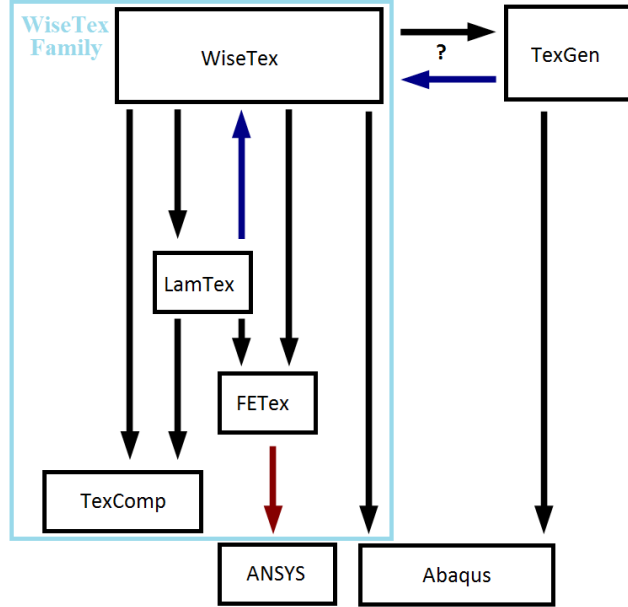 WiseTex
Family
WiseTex
?
TexGen
LamTex
FETex
TexComp
ANSYS
Abaqus